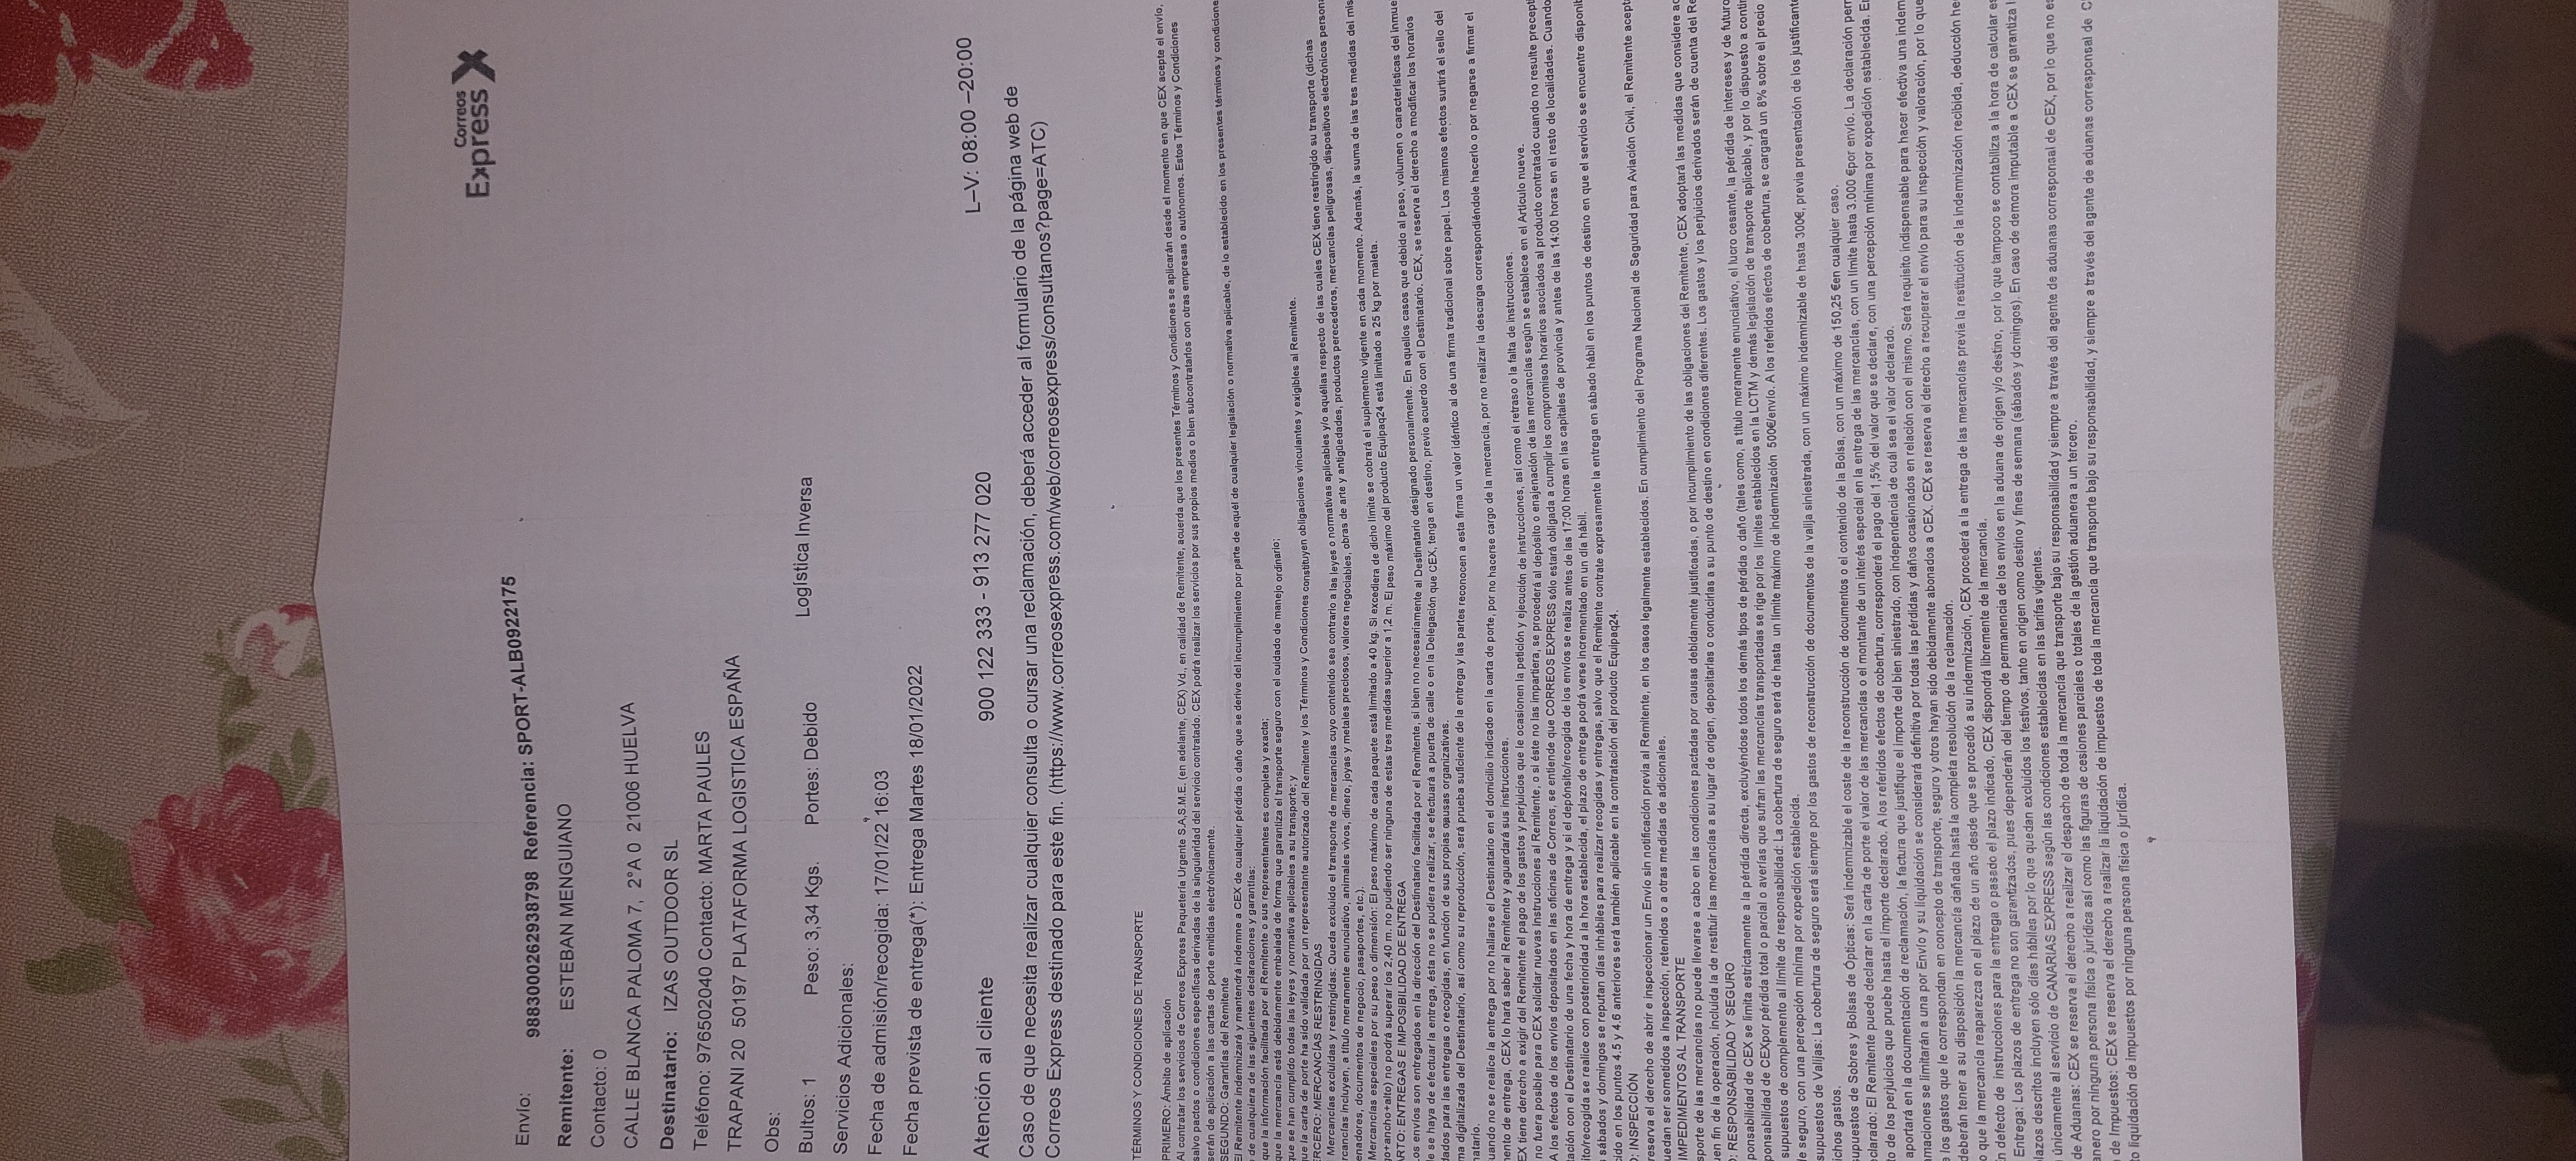 Correos
Express
Envío: 9883000262938798 Referencia: SPORT-ALB0922175
Remitente: ESTEBAN MENGUIANO
Contacto: 0
CALLE BLANCA PALOMA 7, 2°A 0 21006 HUELVA
Destinatario: IZAS OUTDOOR SL
Teléfono: 976502040 Contacto: MARTA PAULES
TRAPANI 20 50197 PLATAFORMA LOGISTICA ESPAÑA
Obs:
Bultos: 1 Peso: 3,34 Kgs. Portes: Debido Logística Inversa
Servicios Adicionales:
Fecha de admisión/recogida: 17/01/22 16:03
Fecha prevista de entrega(*): Entrega Martes 18/01/2022
Atención al cliente 900 122 333 - 913 277 020 L–V: 08:00 –20:00
Caso de que necesita realizar cualquier consulta o cursar una reclamación, deberá acceder al formulario de la página web de
Correos Express destinado para este fin. (https://www.correosexpress.com/web/correosexpress/consultanos?page=ATC)
TÉRMINOS Y CONDICIONES DE TRANSPORTE
PRIMERO: Ámbito de aplicación
Al contratar los servicios de Correos Express Paquetería Urgente S.A,S.M.E. (en adelante, CEX) Vd., en calidad de Remitente, acuerda que los presentes Términos y Condiciones se aplicarán desde el momento en que CEX acepte el envío,
salvo pactos o condiciones específicas derivadas de la singularidad del servicio contratado. CEX podrá realizar los servicios por sus propios medios o bien subcontratarlos con otras empresas o autónomos. Estos Términos y Condiciones
serán de aplicación a las cartas de porte emitidas electrónicamente.
SEGUNDO: Garantías del Remitente
El Remitente indemnizará y mantendrá indemne a CEX de cualquier pérdida o daño que se derive del incumplimiento por parte de aquél de cualquier legislación o normativa aplicable, de lo establecido en los presentes términos y condicione
de cualquiera de las siguientes declaraciones y garantías:
que la información facilitada por el Remitente o sus representantes es completa y exacta;
que la mercancía está debidamente embalada de forma que garantiza el transporte seguro con el cuidado de manejo ordinario;
que se han cumplido todas las leyes y normativa aplicables a su transporte; y
que la carta de porte ha sido validada por un representante autorizado del Remitente y los Términos y Condiciones constituyen obligaciones vinculantes y exigibles al Remitente.
ERCERO: MERCANCÍAS RESTRINGIDAS
Mercancías excluidas y restringidas: Queda excluido el transporte de mercancías cuyo contenido sea contrario a las leyes o normativas aplicables y/o aquéllas respecto de las cuales CEX tiene restringido su transporte (dichas
rcancías incluyen, a título meramente enunciativo, animales vivos, dinero, joyas y metales preciosos, valores negociables, obras de arte y antigüedades, productos perecederos, mercancías peligrosas, dispositivos electrónicos persona
enadores, documentos de negocio, pasaportes, etc.).
Mercancías especiales por su peso o dimensión: El peso máximo de cada paquete está limitado a 40 kg. Si excediera de dicho límite se cobrará el suplemento vigente en cada momento. Además, la suma de las tres medidas del mis
go+ancho+alto) no podrá superar los 2,40 m. no pudiendo ser ninguna de estas tres medidas superior a 1,2 m. El peso máximo del producto Equipaq24 está limitado a 25 kg por maleta.
ARTO: ENTREGAS E IMPOSIBILIDAD DE ENTREGA
Los envíos son entregados en la dirección del Destinatario facilitada por el Remitente, si bien no necesariamente al Destinatario designado personalmente. En aquellos casos que debido al peso, volumen o características del inmue
e se haya de efectuar la entrega, ésta no se pudiera realizar, se efectuará a puerta de calle o en la Delegación que CEX, tenga en destino, previo acuerdo con el Destinatario. CEX, se reserva el derecho a modificar los horarios
dados para las entregas o recogidas, en función de sus propias causas organizativas.
ma digitalizada del Destinatario, así como su reproducción, será prueba suficiente de la entrega y las partes reconocen a esta firma un valor idéntico al de una firma tradicional sobre papel. Los mismos efectos surtirá el sello del
natario.
uando no se realice la entrega por no hallarse el Destinatario en el domicilio indicado en la carta de porte, por no hacerse cargo de la mercancía, por no realizar la descarga correspondiéndole hacerlo o por negarse a firmar el
mento de entrega, CEX lo hará saber al Remitente y aguardará sus instrucciones.
EX tiene derecho a exigir del Remitente el pago de los gastos y perjuicios que le ocasionen la petición y ejecución de instrucciones, así como el retraso o la falta de instrucciones.
no fuera posible para CEX solicitar nuevas instrucciones al Remitente, o si éste no las impartiera, se procederá al depósito o enajenación de las mercancías según se establece en el Artículo nueve.
A los efectos de los envíos depositados en las oficinas de Correos, se entiende que CORREOS EXPRESS sólo estará obligada a cumplir los compromisos horarios asociados al producto contratado cuando no resulte precepti
tación con el Destinatario de una fecha y hora de entrega y si el depósito/recogida de los envíos se realiza antes de las 17:00 horas en las capitales de provincia y antes de las 14:00 horas en el resto de localidades. Cuando
ito/recogida se realice con posterioridad a la hora establecida, el plazo de entrega podrá verse incrementado en un día hábil.
s sábados y domingos se reputan días inhábiles para realizar recogidas y entregas, salvo que el Remitente contrate expresamente la entrega en sábado hábil en los puntos de destino en que el servicio se encuentre disponib
cido en los puntos 4.5 y 4.6 anteriores será también aplicable en la contratación del producto Equipaq24.
O: INSPECCIÓN
reserva el derecho de abrir e inspeccionar un Envío sin notificación previa al Remitente, en los casos legalmente establecidos. En cumplimiento del Programa Nacional de Seguridad para Aviación Civil, el Remitente acept
uedan ser sometidos a inspección, retenidos o a otras medidas de adicionales.
IMPEDIMENTOS AL TRANSPORTE
sporte de las mercancías no puede llevarse a cabo en las condiciones pactadas por causas debidamente justificadas, o por incumplimiento de las obligaciones del Remitente, CEX adoptará las medidas que considere ad
uen fin de la operación, incluida la de restituir las mercancías a su lugar de origen, depositarlas o conducirlas a su punto de destino en condiciones diferentes. Los gastos y los perjuicios derivados serán de cuenta del Re
O: RESPONSABILIDAD Y SEGURO
ponsabilidad de CEX se limita estrictamente a la pérdida directa, excluyéndose todos los demás tipos de pérdida o daño (tales como, a título meramente enunciativo, el lucro cesante, la pérdida de intereses y de futuro
ponsabilidad de CEXpor pérdida total o parcial o averías que sufran las mercancías transportadas se rige por los límites establecidos en la LCTM y demás legislación de transporte aplicable, y por lo dispuesto a contin
supuestos de complemento al límite de responsabilidad: La cobertura de seguro será de hasta un límite máximo de indemnización 500€/envío. A los referidos efectos de cobertura, se cargará un 8% sobre el precio
de seguro, con una percepción mínima por expedición establecida.
supuestos de Valijas: La cobertura de seguro será siempre por los gastos de reconstrucción de documentos de la valija siniestrada, con un máximo indemnizable de hasta 300€, previa presentación de los justificante
ichos gastos.
supuestos de Sobres y Bolsas de Ópticas: Será indemnizable el coste de la reconstrucción de documentos o el contenido de la Bolsa, con un máximo de 150,25 €en cualquier caso.
eclarado: El Remitente puede declarar en la carta de porte el valor de las mercancías o el montante de un interés especial en la entrega de las mercancías, con un límite hasta 3.000 €por envío. La declaración perm
to de los perjuicios que pruebe hasta el importe declarado. A los referidos efectos de cobertura, corresponderá el pago del 1,5% del valor que se declare, con una percepción mínima por expedición establecida. En
aportará en la documentación de reclamación, la factura que justifique el importe del bien siniestrado, con independencia de cuál sea el valor declarado.
amaciones se limitarán a una por Envío y su liquidación se considerará definitiva por todas las pérdidas y daños ocasionados en relación con el mismo. Será requisito indispensable para hacer efectiva una indem
e los gastos que le correspondan en concepto de transporte, seguro y otros hayan sido debidamente abonados a CEX. CEX se reserva el derecho a recuperar el envío para su inspección y valoración, por lo que
deberán tener a su disposición la mercancía dañada hasta la completa resolución de la reclamación.
o que la mercancía reaparezca en el plazo de un año desde que se procedió a su indemnización, CEX procederá a la entrega de las mercancías previa la restitución de la indemnización recibida, deducción he
En defecto de instrucciones para la entrega o pasado el plazo indicado, CEX dispondrá libremente de la mercancía.
Entrega: Los plazos de entrega no son garantizados, pues dependerán del tiempo de permanencia de los envíos en la aduana de origen y/o destino, por lo que tampoco se contabiliza a la hora de calcular es
lazos descritos incluyen sólo días hábiles por lo que quedan excluidos los festivos, tanto en origen como destino y fines de semana (sábados y domingos). En caso de demora imputable a CEX se garantiza l
únicamente al servicio de CANARIAS EXPRESS según las condiciones establecidas en las tarifas vigentes.
de Aduanas: CEX se reserva el derecho a realizar el despacho de toda la mercancía que transporte bajo su responsabilidad y siempre a través del agente de aduanas corresponsal de CEX, por lo que no es
anero por ninguna persona física o jurídica así como las figuras de cesiones parciales o totales de la gestión aduanera a un tercero.
de Impuestos: CEX se reserva el derecho a realizar la liquidación de impuestos de toda la mercancía que transporte bajo su responsabilidad, y siempre a través del agente de aduanas corresponsal de C
to liquidación de impuestos por ninguna persona física o jurídica.